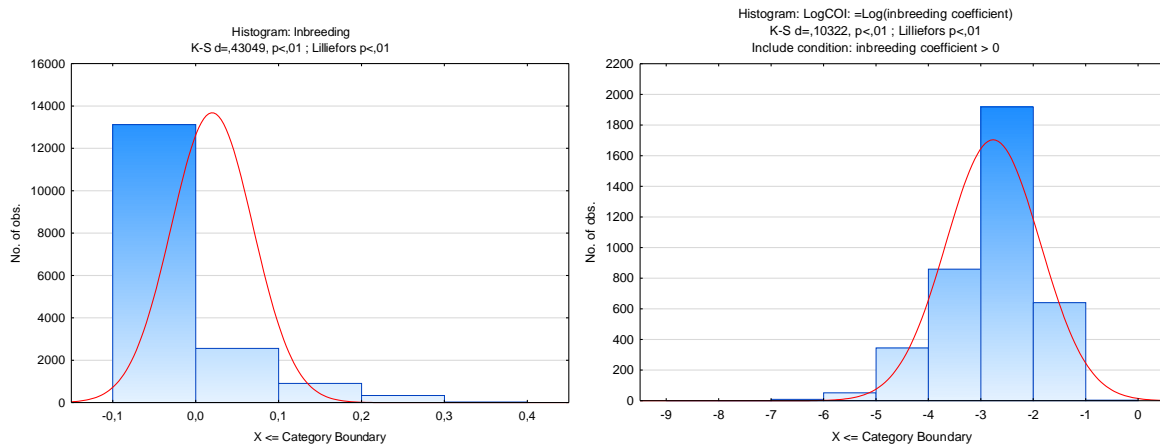 Histogram: Inbreeding
K-S d=,43049, p<,01 ; Lilliefors p<,01
16000
14000
12000
10000
8000
6000
4000
2000
0
No. of obs.
-0,1 0,0 0,1 0,2 0,3 0,4
X <= Category Boundary
Histogram: LogCOI: =Log(inbreeding coefficient)
K-S d=,10322, p<,01 ; Lilliefors p<,01
Include condition: inbreeding coefficient > 0
2200
2000
1800
1600
1400
1200
1000
800
600
400
200
0
No. of obs.
-9 -8 -7 -6 -5 -4 -3 -2 -1 0
X <= Category Boundary